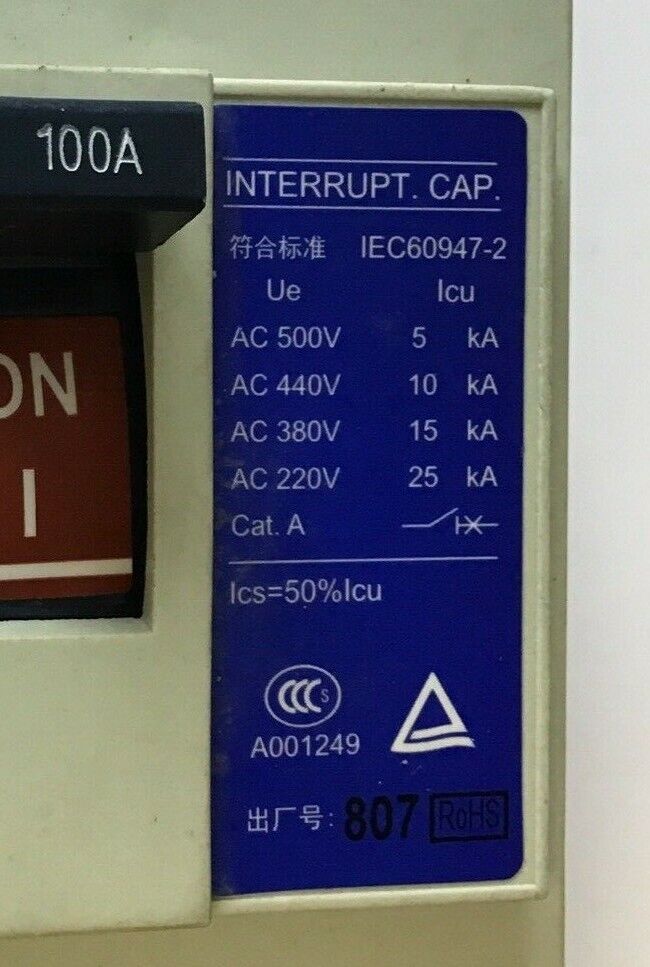 100A
ON
I
INTERRUPT. CAP.
符合标准 IEC60947-2
Ue Icu
AC 500V 5 kA
AC 440V 10 kA
AC 380V 15 kA
AC 220V 25 kA
Cat. A
Ics=50%Icu
CCC S
A001249
出厂号: 807 RoHS